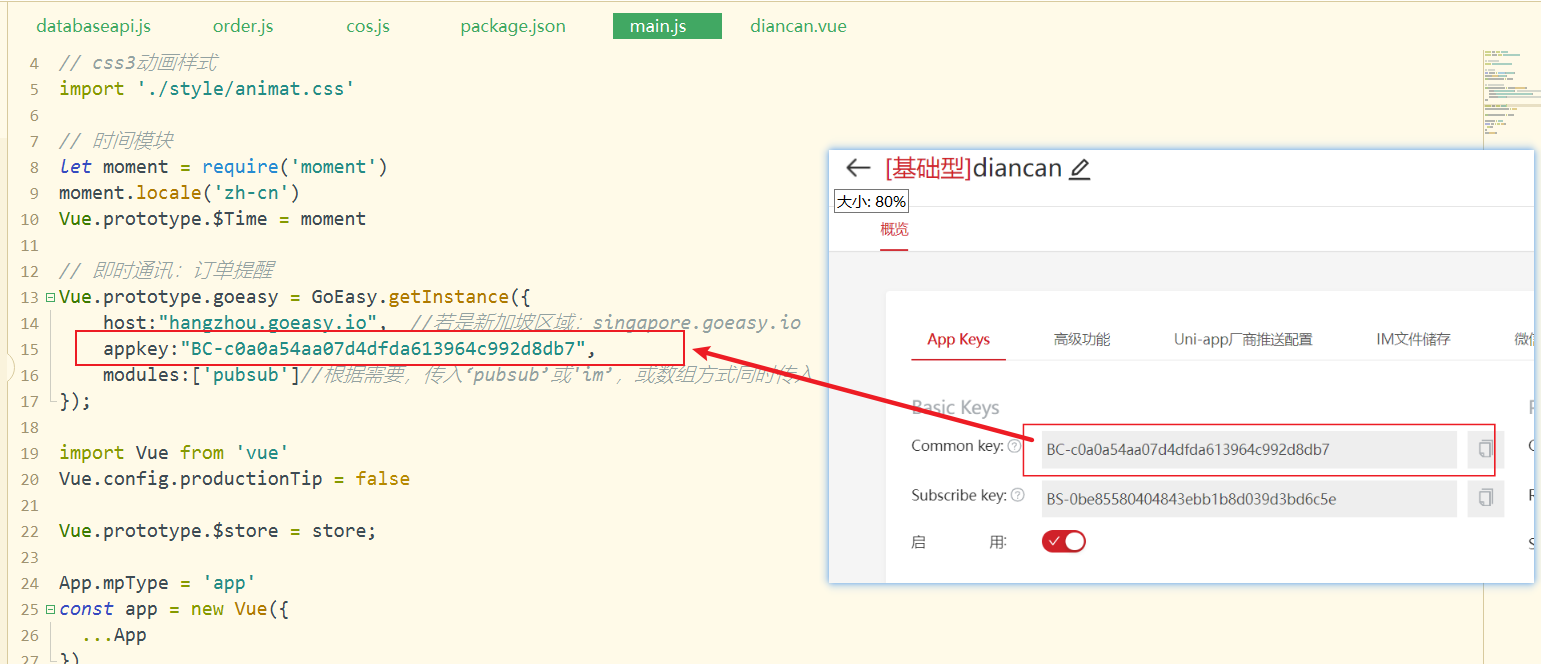 databaseapi.js order.js cos.js package.json main.js diancan.vue
4 // css3动画样式
5 import './style/animat.css'
6
7 // 时间模块
8 let moment = require('moment')
9 moment.locale('zh-cn')
10 Vue.prototype.$Time = moment
11
12 // 即时通讯：订单提醒
13 Vue.prototype.goeasy = GoEasy.getInstance({
14 host:"hangzhou.goeasy.io", //若是新加坡区域：singapore.goeasy.io
15 appkey:"BC-c0a0a54aa07d4dfda613964c992d8db7",
16 modules:['pubsub']//根据需要，传入‘pubsub’或'im’，或数组方式同时传入
17 });
18
19 import Vue from 'vue'
20 Vue.config.productionTip = false
21
22 Vue.prototype.$store = store;
23
24 App.mpType = 'app'
25 const app = new Vue({
26 ...App
27 })
[基础型]diancan
大小: 80%
概览
App Keys 高级功能 Uni-app厂商推送配置 IM文件储存 微信
Basic Keys
Common key: BC-c0a0a54aa07d4dfda613964c992d8db7
Subscribe key: BS-0be85580404843ebb1b8d039d3bd6c5e
启 用: